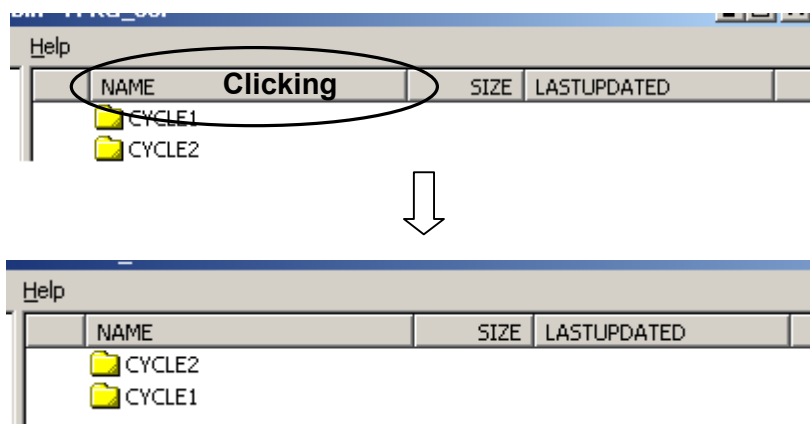 Help
NAME Clicking SIZE LASTUPDATED
CYCLE1
CYCLE2
Help
NAME SIZE LASTUPDATED
CYCLE2
CYCLE1